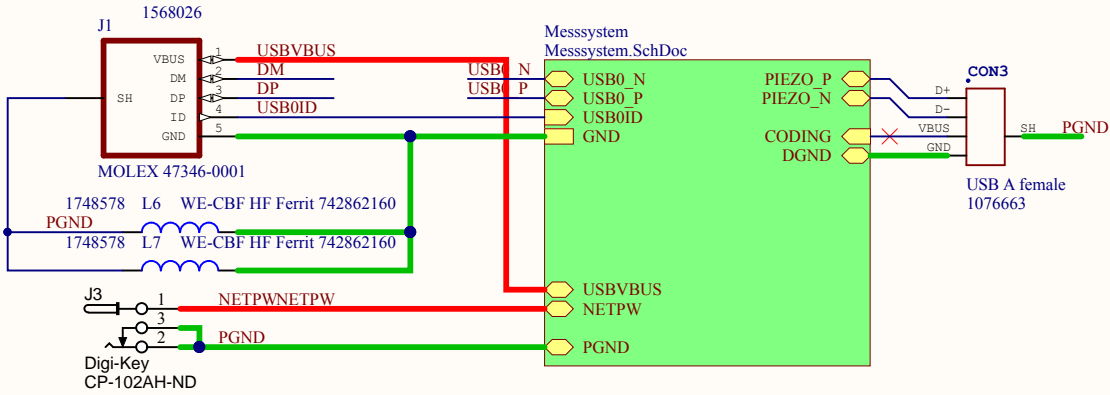 1568026
J1
Messsystem
Messsystem.SchDoc
VBUS 1 USBVBUS
DM 2 DM
DP 3 DP
SH
ID 4 USB0ID
GND 5
MOLEX 47346-0001
USB0_N USB0_N
USB0_P USB0_P
USB0ID
GND
PIEZO_P
PIEZO_N
CODING
DGND
CON3
D+
D-
VBUS
GND
SH PGND
USB A female
1076663
1748578 L6 WE-CBF HF Ferrit 742862160
PGND
1748578 L7 WE-CBF HF Ferrit 742862160
USBVBUS
J3
1 NETPWNETPW NETPW
3
2 PGND PGND
Digi-Key
CP-102AH-ND